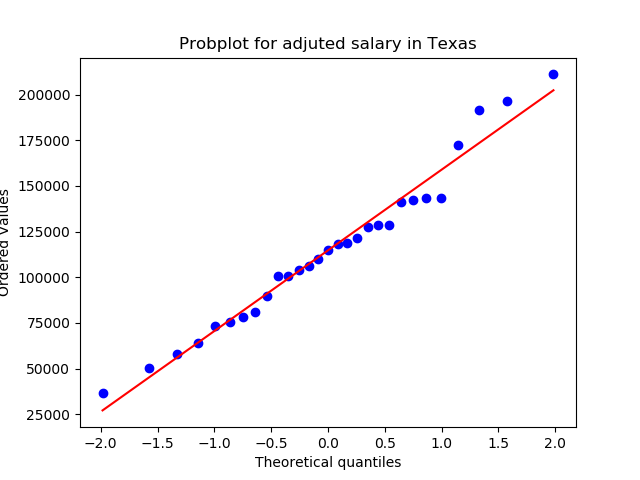 Probplot for adjuted salary in Texas
200000
175000
150000
125000
100000
75000
50000
25000
Ordered Values
−2.0 −1.5 −1.0 −0.5 0.0 0.5 1.0 1.5 2.0
Theoretical quantiles